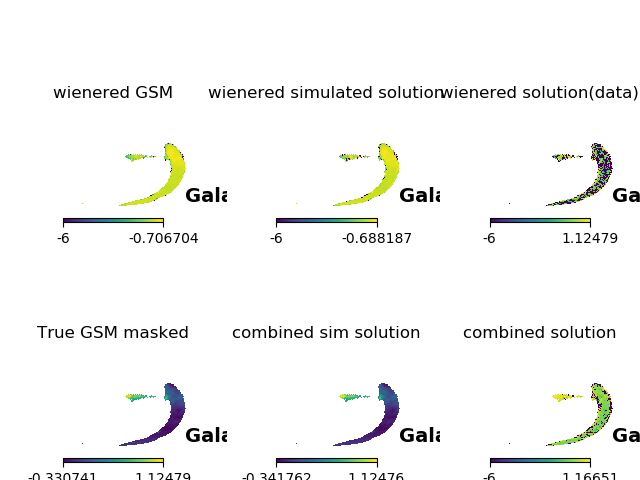 wienered GSM
wienered simulated solution
wienered solution(data)
Gala
Gala
Ga
-6
-0.706704
-6
-0.688187
-6
1.12479
True GSM masked
combined sim solution
combined solution
Gala
Gala
Ga
-0.330741
1.12479
-0.341762
1.12476
-6
1.16651